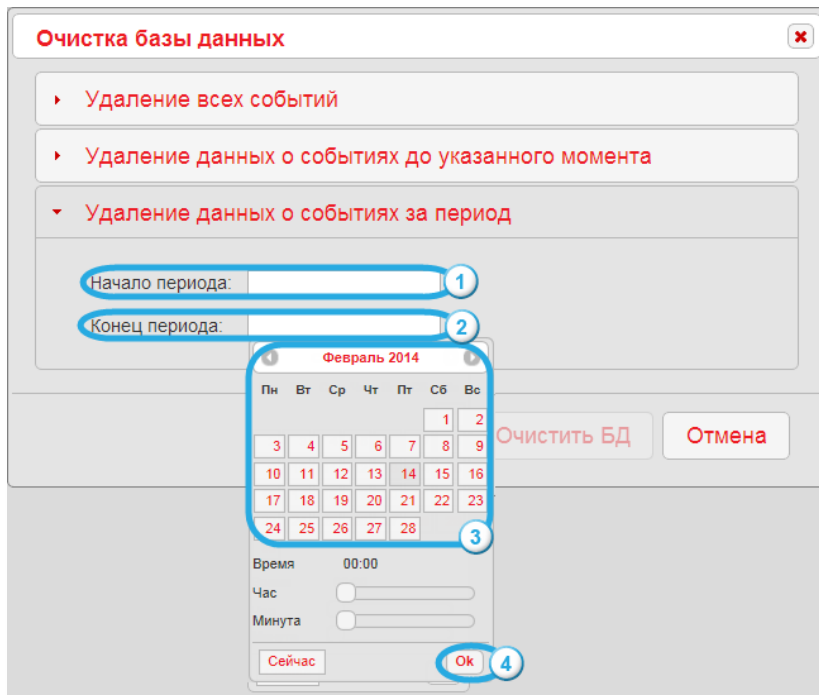 Очистка базы данных
Удаление всех событий
Удаление данных о событиях до указанного момента
Удаление данных о событиях за период
Начало периода: 1
Конец периода: 2
Февраль 2014
Пн Вт Ср Чт Пт Сб Вс
1 2
3 4 5 6 7 8 9
10 11 12 13 14 15 16
17 18 19 20 21 22 23
24 25 26 27 28
3
Очистить БД Отмена
Время 00:00
Час
Минута
Сейчас Ok 4